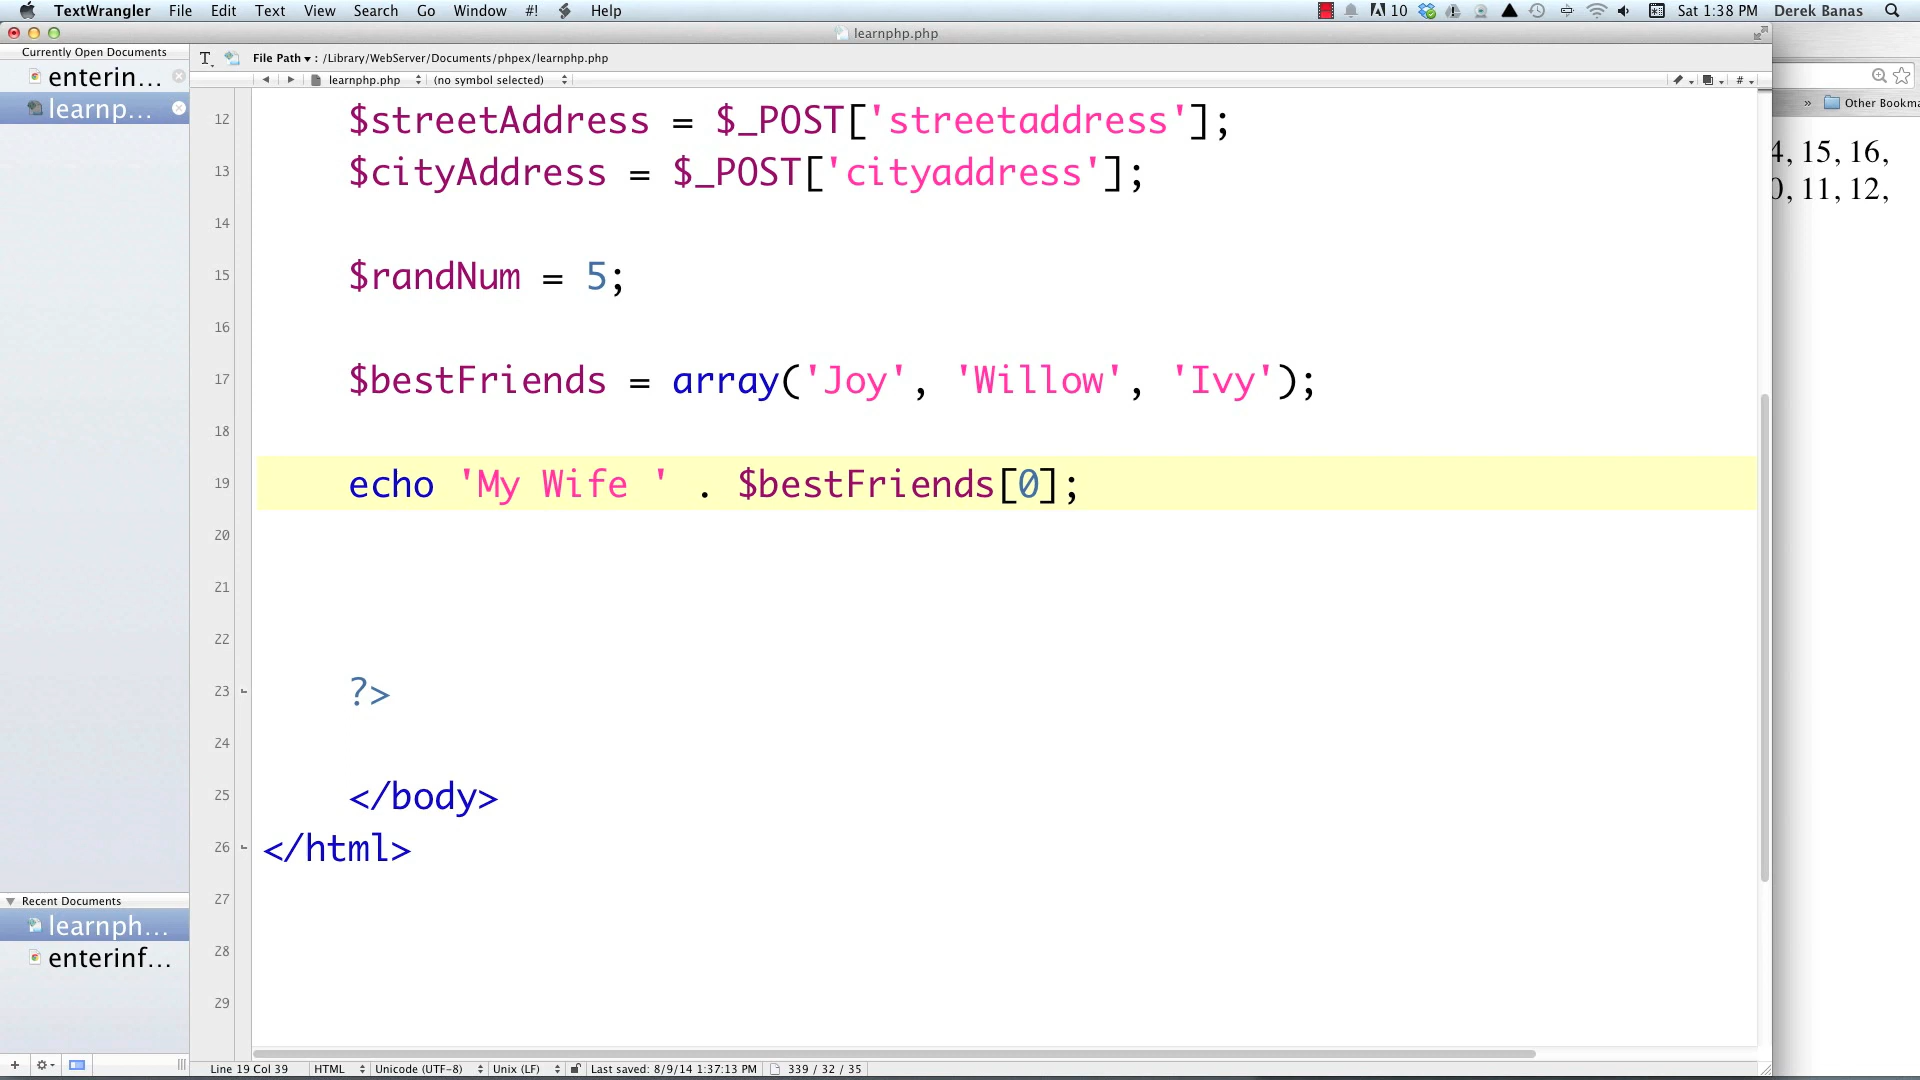 TextWrangler File Edit Text View Search Go Window #! Help 10 Sat 1:38 PM Derek Banas
learnphp.php
Currently Open Documents
enterin...
learnp...
File Path ▾ : /Library/WebServer/Documents/phpex/learnphp.php
learnphp.php (no symbol selected)
Other Bookma
12 $streetAddress = $_POST['streetaddress'];
13 $cityAddress = $_POST['cityaddress'];
14
15 $randNum = 5;
16
17 $bestFriends = array('Joy', 'Willow', 'Ivy');
18
19 echo 'My Wife ' . $bestFriends[0];
20
21
22
23 ?>
24
25 </body>
26 </html>
27
28
29
4, 15, 16,
0, 11, 12,
Recent Documents
learnph...
enterinf...
Line 19 Col 39 HTML Unicode (UTF-8) Unix (LF) Last saved: 8/9/14 1:37:13 PM 339 / 32 / 35